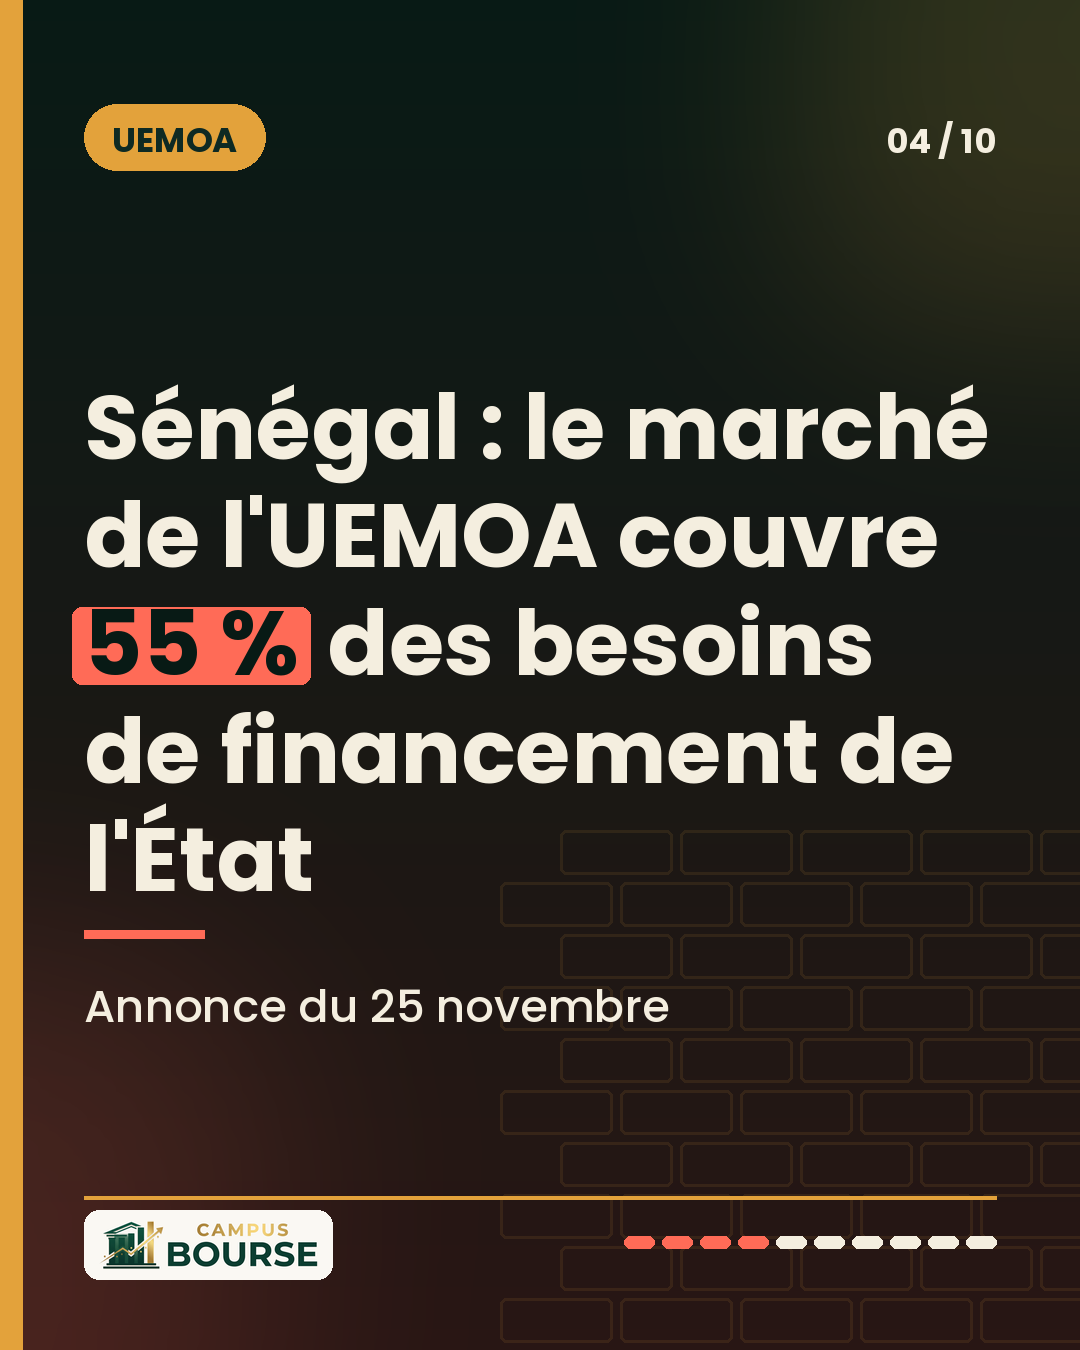 UEMOA
04 / 10
Sénégal : le marché
de l'UEMOA couvre
55 % des besoins
de financement de
l'État
Annonce du 25 novembre
CAMPUS
BOURSE